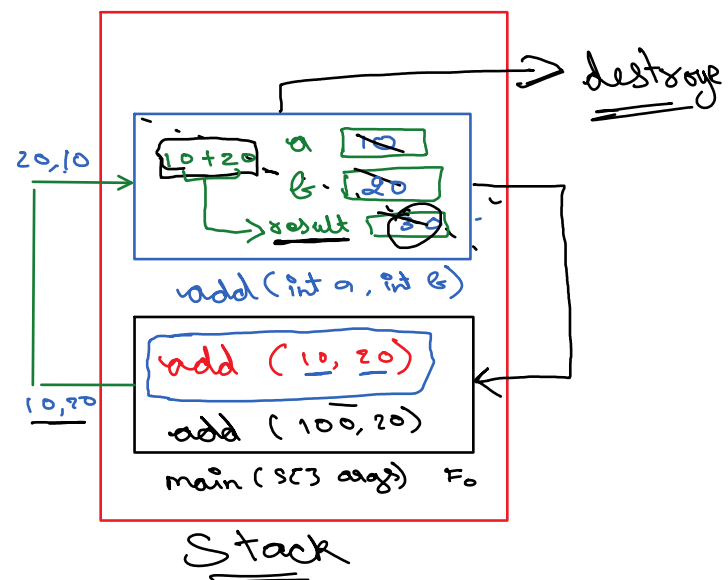 destroye
20,10
10+20 a 10
b 20
result 30
add(int a, int b)
add (10, 20)
10,20
add (100, 20)
main(S[] args) F0
Stack